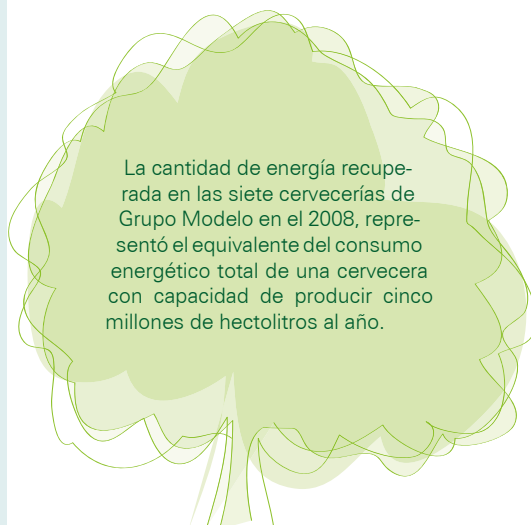 La cantidad de energía recupe-
rada en las siete cervecerías de
Grupo Modelo en el 2008, repre-
sentó el equivalente del consumo
energético total de una cervecera
con capacidad de producir cinco
millones de hectolitros al año.